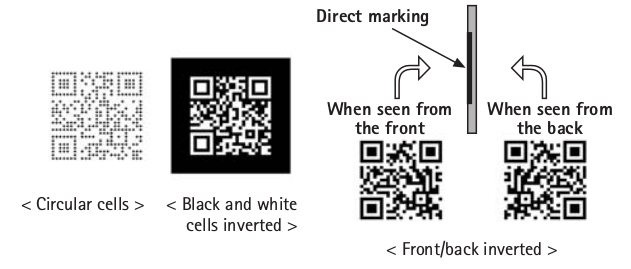 Direct marking
When seen from
the front
When seen from
the back
< Circular cells >
< Black and white
cells inverted >
< Front/back inverted >